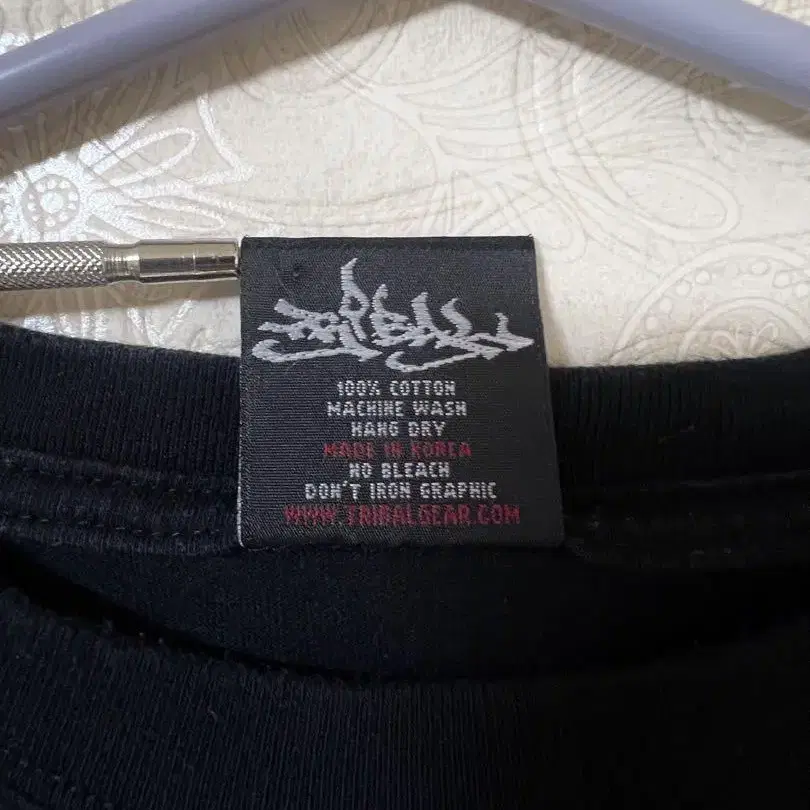 TRIBAL
100% COTTON
MACHINE WASH
HANG DRY
MADE IN KOREA
NO BLEACH
DON'T IRON GRAPHIC
WWW.TRIBALGEAR.COM